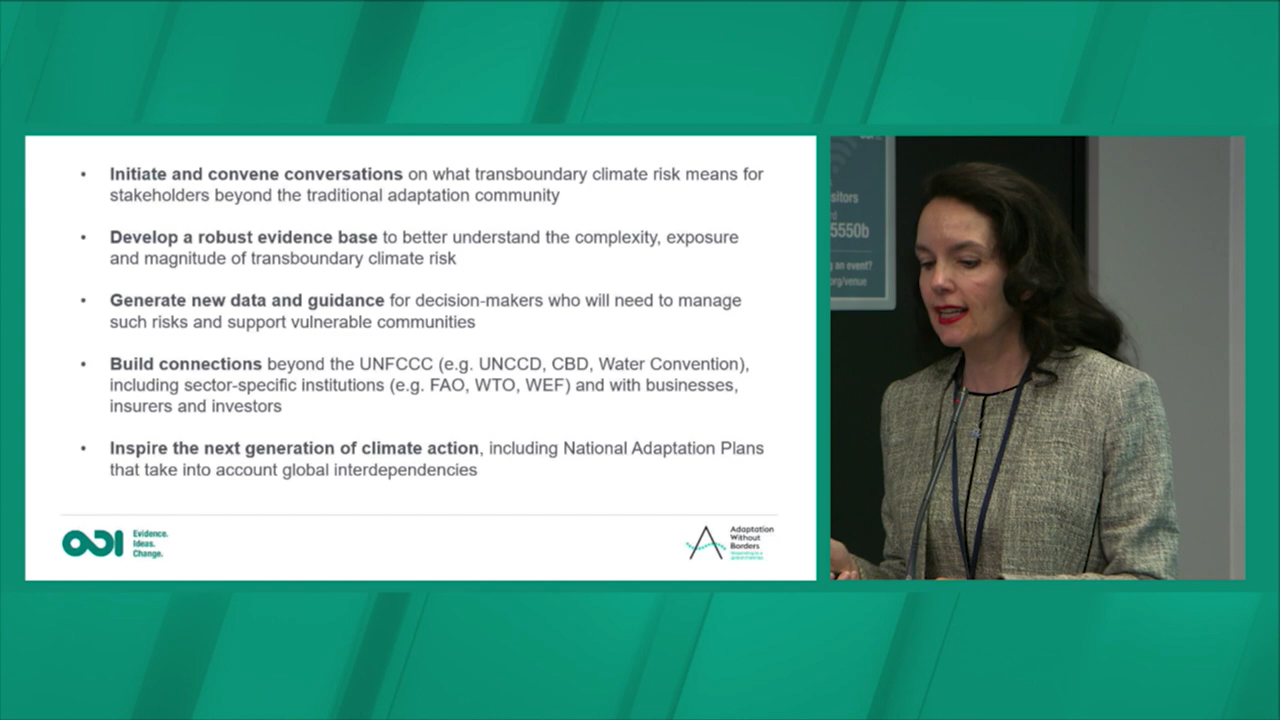 • Initiate and convene conversations on what transboundary climate risk means for
stakeholders beyond the traditional adaptation community
• Develop a robust evidence base to better understand the complexity, exposure
and magnitude of transboundary climate risk
• Generate new data and guidance for decision-makers who will need to manage
such risks and support vulnerable communities
• Build connections beyond the UNFCCC (e.g. UNCCD, CBD, Water Convention),
including sector-specific institutions (e.g. FAO, WTO, WEF) and with businesses,
insurers and investors
• Inspire the next generation of climate action, including National Adaptation Plans
that take into account global interdependencies
ODI
Evidence.
Ideas.
Change.
Adaptation
Without
Borders
sitors
5550b
an event?
org/venue